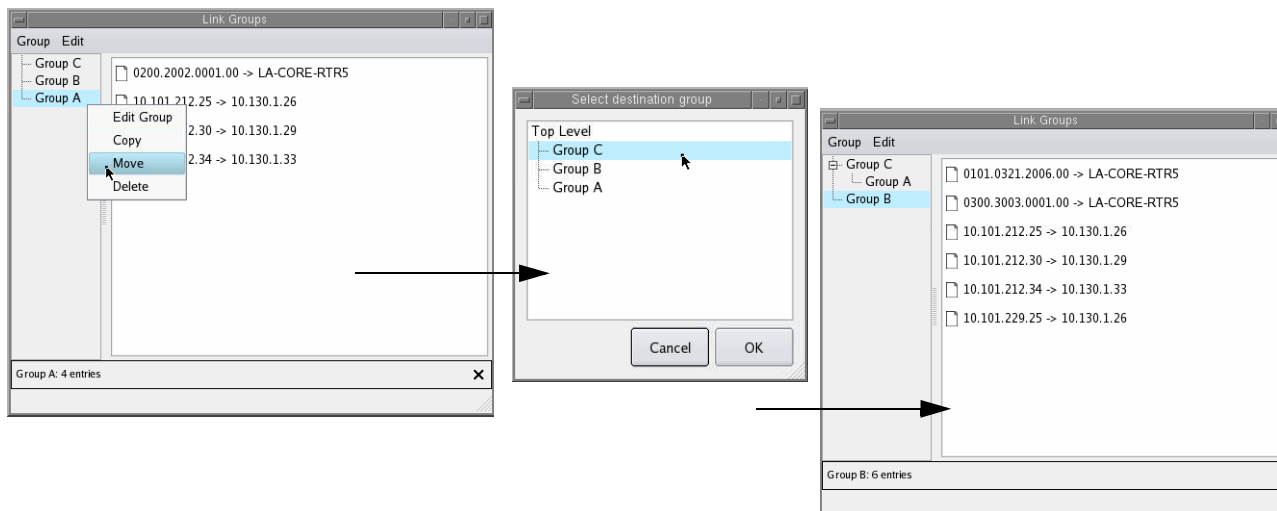 Link Groups
Group Edit
Group C
Group B
Group A
0200.2002.0001.00 -> LA-CORE-RTR5
10.101.212.25 -> 10.130.1.26
2.30 -> 10.130.1.29
2.34 -> 10.130.1.33
Edit Group
Copy
Move
Delete
Group A: 4 entries
Select destination group
Top Level
Group C
Group B
Group A
Cancel OK
Link Groups
Group Edit
Group C
Group A
Group B
0101.0321.2006.00 -> LA-CORE-RTR5
0300.3003.0001.00 -> LA-CORE-RTR5
10.101.212.25 -> 10.130.1.26
10.101.212.30 -> 10.130.1.29
10.101.212.34 -> 10.130.1.33
10.101.229.25 -> 10.130.1.26
Group B: 6 entries